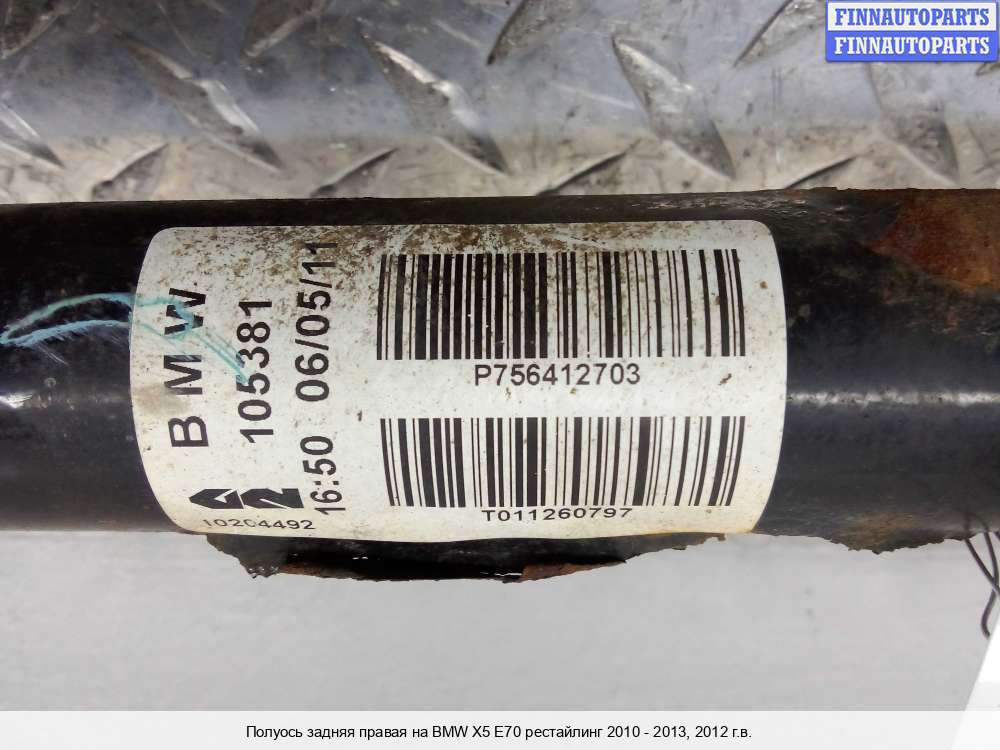 FINNAUTOPARTS
FINNAUTOPARTS
B M W
105381
16:50 06/05/11
10204492
P756412703
T011260797
Полуось задняя правая на BMW X5 E70 рестайлинг 2010 - 2013, 2012 г.в.